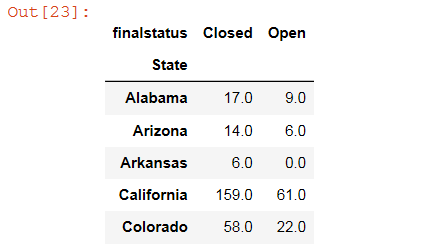 Out[23]:
finalstatus Closed Open
State
Alabama 17.0 9.0
Arizona 14.0 6.0
Arkansas 6.0 0.0
California 159.0 61.0
Colorado 58.0 22.0